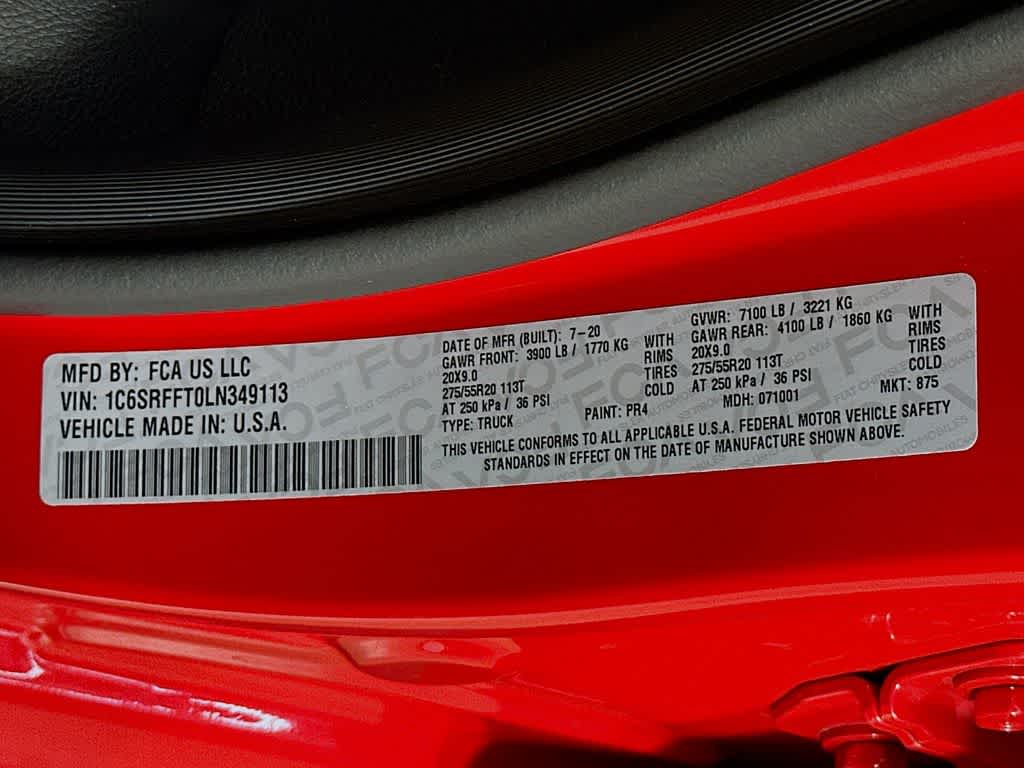 MFD BY: FCA US LLC
VIN: 1C6SRFFT0LN349113
VEHICLE MADE IN: U.S.A.
DATE OF MFR (BUILT): 7-20
GAWR FRONT: 3900 LB / 1770 KG
20X9.0
275/55R20 113T
AT 250 kPa / 36 PSI
TYPE: TRUCK
WITH
RIMS
TIRES
COLD
PAINT: PR4
GVWR: 7100 LB / 3221 KG
GAWR REAR: 4100 LB / 1860 KG
20X9.0
275/55R20 113T
AT 250 kPa / 36 PSI
MDH: 071001
WITH
RIMS
TIRES
COLD
MKT: 875
THIS VEHICLE CONFORMS TO ALL APPLICABLE U.S.A. FEDERAL MOTOR VEHICLE SAFETY
STANDARDS IN EFFECT ON THE DATE OF MANUFACTURE SHOWN ABOVE.